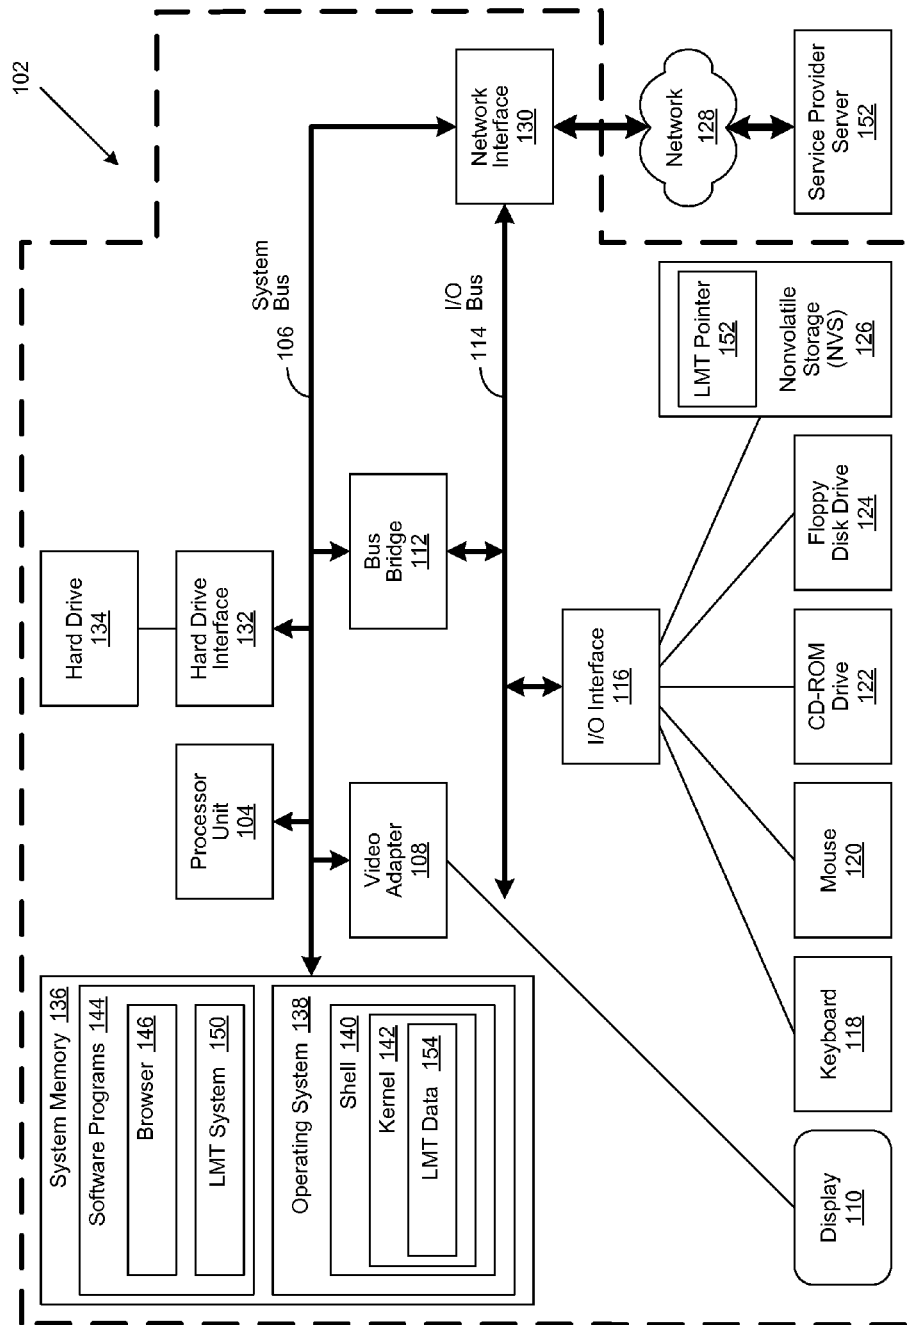 102
System Memory 136
Software Programs 144
Browser 146
LMT System 150
Operating System 138
Shell 140
Kernel 142
LMT Data 154
Processor
Unit
104
Hard Drive
134
Hard Drive
Interface
132
System
Bus
106
Video
Adapter
108
Bus
Bridge
112
I/O
Bus
114
Network
Interface
130
Network
128
Service Provider
Server
152
I/O Interface
116
Display
110
Keyboard
118
Mouse
120
CD-ROM
Drive
122
Floppy
Disk Drive
124
LMT Pointer
152
Nonvolatile
Storage
(NVS)
126